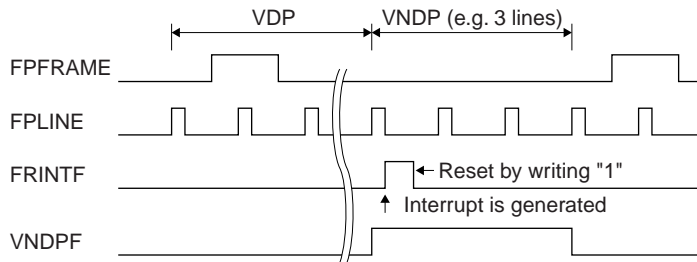 VDP
VNDP (e.g. 3 lines)
FPFRAME
FPLINE
FRINTF
Reset by writing "1"
Interrupt is generated
VNDPF